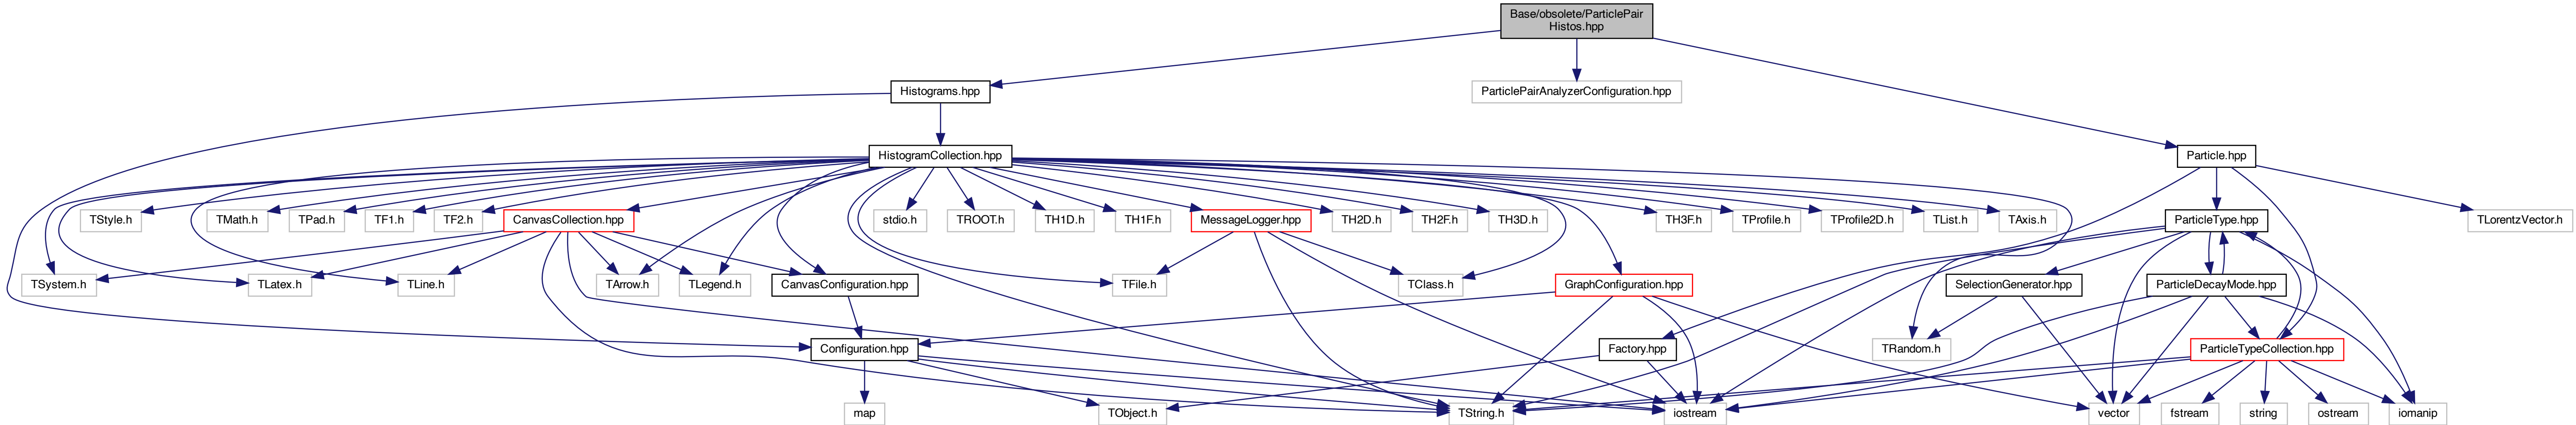 Base/obsolete/ParticlePair
Histos.hpp
Histograms.hpp
ParticlePairAnalyzerConfiguration.hpp
HistogramCollection.hpp
Particle.hpp
TStyle.h
TMath.h
TPad.h
TF1.h
TF2.h
CanvasCollection.hpp
stdio.h
TROOT.h
TH1D.h
TH1F.h
MessageLogger.hpp
TH2D.h
TH2F.h
TH3D.h
TH3F.h
TProfile.h
TProfile2D.h
TList.h
TAxis.h
ParticleType.hpp
TLorentzVector.h
TSystem.h
TLatex.h
TLine.h
TArrow.h
TLegend.h
CanvasConfiguration.hpp
TFile.h
TClass.h
GraphConfiguration.hpp
SelectionGenerator.hpp
ParticleDecayMode.hpp
Configuration.hpp
Factory.hpp
TRandom.h
ParticleTypeCollection.hpp
map
TObject.h
TString.h
iostream
vector
fstream
string
ostream
iomanip